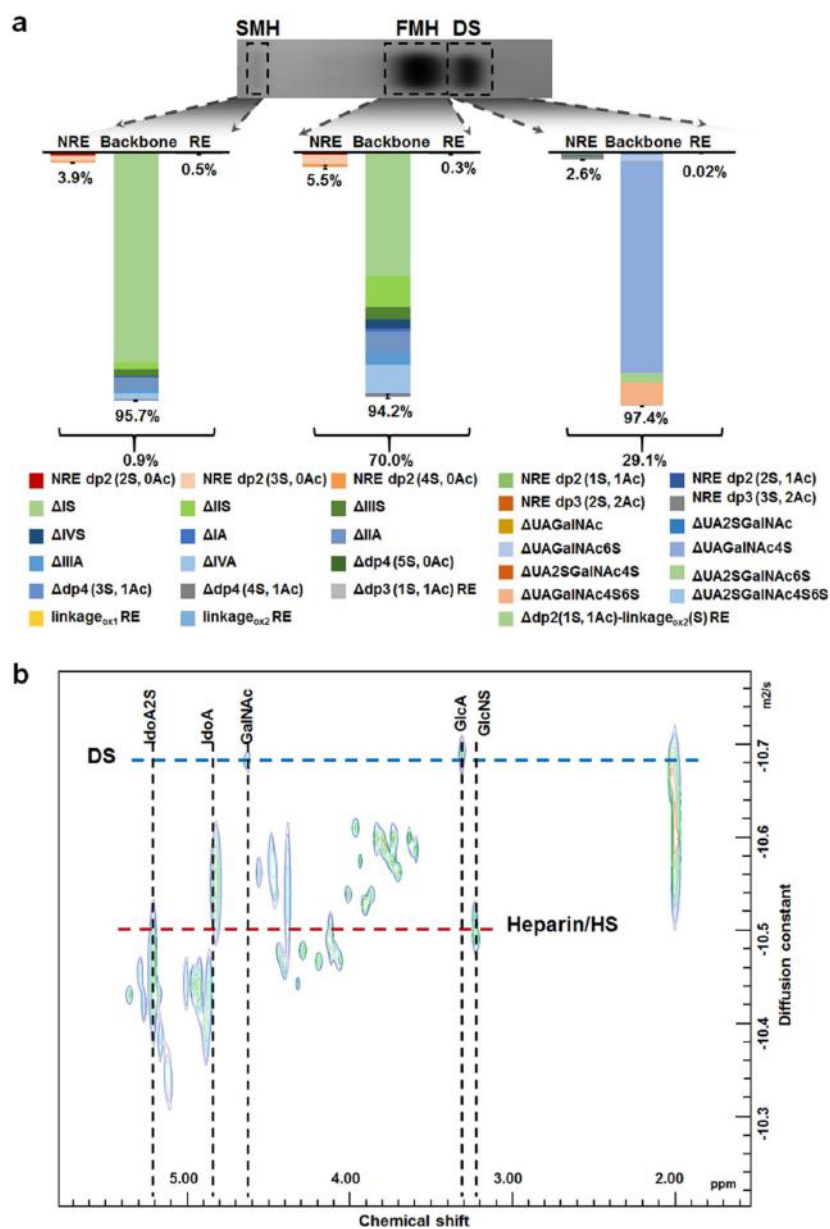 a
SMH FMH DS
NRE Backbone RE NRE Backbone RE NRE Backbone RE
3.9% 0.5% 5.5% 0.3% 2.6% 0.02%
95.7% 94.2% 97.4%
0.9% 70.0% 29.1%
NRE dp2 (2S, 0Ac) NRE dp2 (3S, 0Ac) NRE dp2 (4S, 0Ac)
ΔIS ΔIIS ΔIIIS
ΔIVS ΔIA ΔIIA
ΔIIIA ΔIVA Δdp4 (5S, 0Ac)
Δdp4 (3S, 1Ac) Δdp4 (4S, 1Ac) Δdp3 (1S, 1Ac) RE
linkageox1 RE linkageox2 RE
NRE dp2 (1S, 1Ac) NRE dp2 (2S, 1Ac)
NRE dp3 (2S, 2Ac) NRE dp3 (3S, 2Ac)
ΔUAGalNAc ΔUA2SGalNAc
ΔUAGalNAc6S ΔUAGalNAc4S
ΔUA2SGalNAc4S ΔUA2SGalNAc6S
ΔUAGalNAc4S6S ΔUA2SGalNAc4S6S
Δdp2(1S, 1Ac)-linkageox2(S) RE
b
IdoA2S
IdoA
GalNAc
GlcA
GlcNS
m2/s
DS
Heparin/HS
-10.7
-10.6
-10.5
-10.4
-10.3
Diffusion constant
5.00 4.00 3.00 2.00 ppm
Chemical shift